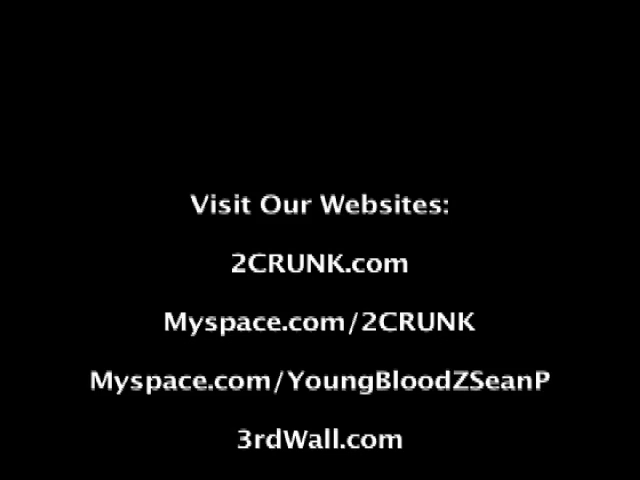 Visit Our Websites:
2CRUNK.com
Myspace.com/2CRUNK
Myspace.com/YoungBloodZSeanP
3rdWall.com